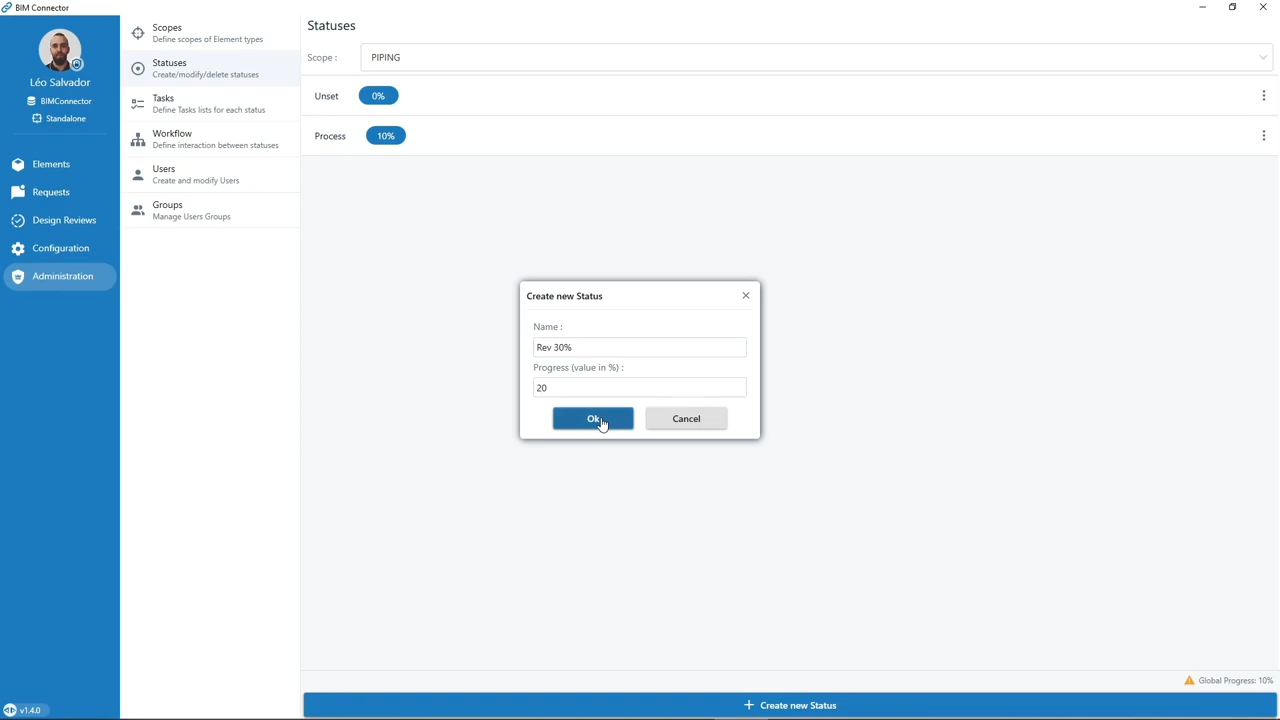 BIM Connector
Léo Salvador
BIMConnector
Standalone
Elements
Requests
Design Reviews
Configuration
Administration
v1.4.0
Scopes
Define scopes of Element types
Statuses
Create/modify/delete statuses
Tasks
Define Tasks lists for each status
Workflow
Define interaction between statuses
Users
Create and modify Users
Groups
Manage Users Groups
Statuses
Scope : PIPING
Unset 0%
Process 10%
Create new Status
Name :
Rev 30%
Progress (value in %) :
20
Ok Cancel
Global Progress: 10%
Create new Status